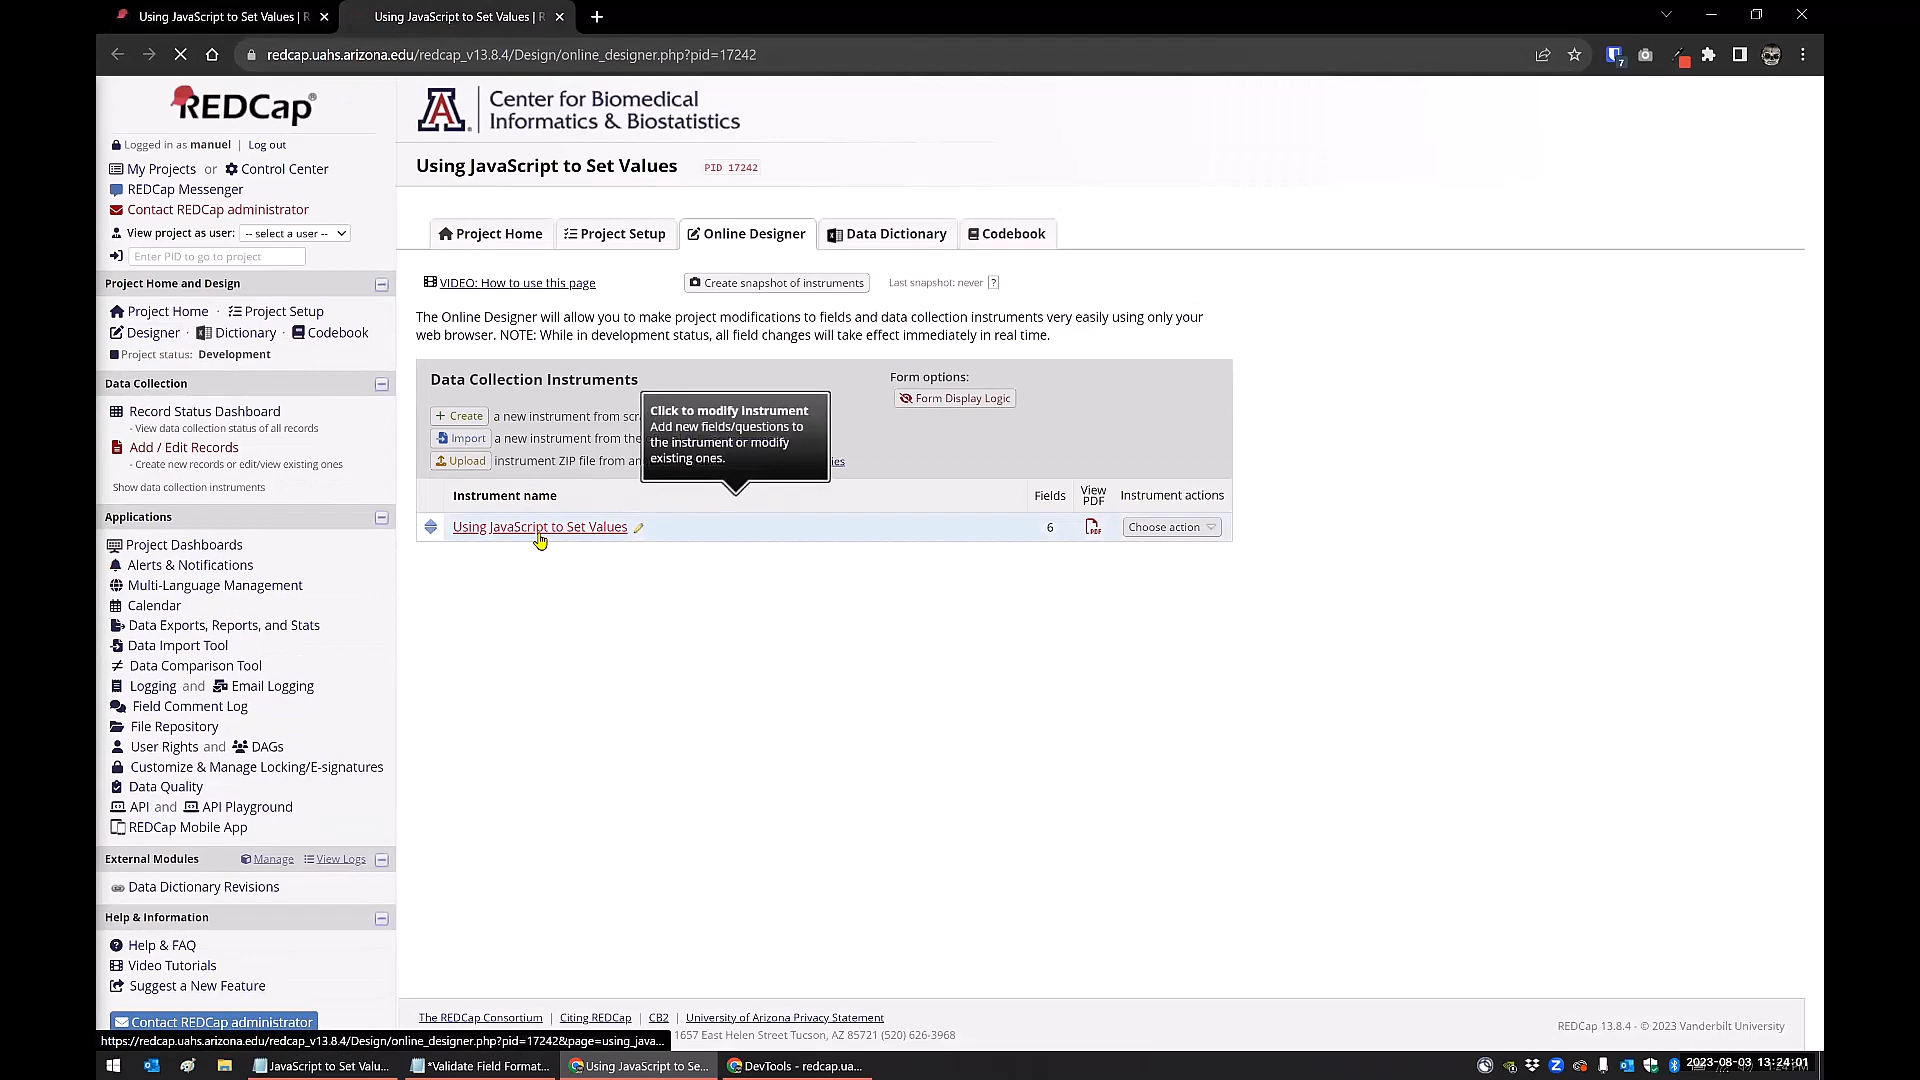 Using JavaScript to Set Values | R
Using JavaScript to Set Values | R
redcap.uahs.arizona.edu/redcap_v13.8.4/Design/online_designer.php?pid=17242
7
REDCap®
Logged in as manuel | Log out
My Projects or Control Center
REDCap Messenger
Contact REDCap administrator
View project as user: -- select a user --
Enter PID to go to project
Project Home and Design
Project Home · Project Setup
Designer · Dictionary · Codebook
Project status: Development
Data Collection
Record Status Dashboard
- View data collection status of all records
Add / Edit Records
- Create new records or edit/view existing ones
Show data collection instruments
Applications
Project Dashboards
Alerts & Notifications
Multi-Language Management
Calendar
Data Exports, Reports, and Stats
Data Import Tool
Data Comparison Tool
Logging and Email Logging
Field Comment Log
File Repository
User Rights and DAGs
Customize & Manage Locking/E-signatures
Data Quality
API and API Playground
REDCap Mobile App
External Modules Manage View Logs
Data Dictionary Revisions
Help & Information
Help & FAQ
Video Tutorials
Suggest a New Feature
Contact REDCap administrator
https://redcap.uahs.arizona.edu/redcap_v13.8.4/Design/online_designer.php?pid=17242&page=using_java...
A Center for Biomedical
Informatics & Biostatistics
Using JavaScript to Set Values PID 17242
Project Home Project Setup Online Designer Data Dictionary Codebook
VIDEO: How to use this page Create snapshot of instruments Last snapshot: never ?
The Online Designer will allow you to make project modifications to fields and data collection instruments very easily using only your
web browser. NOTE: While in development status, all field changes will take effect immediately in real time.
Data Collection Instruments
Form options:
Form Display Logic
+ Create a new instrument from scr
Import a new instrument from the
Upload instrument ZIP file from an ies
Click to modify instrument
Add new fields/questions to
the instrument or modify
existing ones.
Instrument name Fields View PDF Instrument actions
Using JavaScript to Set Values 6 PDF Choose action
The REDCap Consortium | Citing REDCap | CB2 | University of Arizona Privacy Statement
1657 East Helen Street Tucson, AZ 85721 (520) 626-3968
REDCap 13.8.4 - © 2023 Vanderbilt University
JavaScript to Set Valu... *Validate Field Format... Using JavaScript to Se... DevTools - redcap.ua...
2023-08-03 13:24:01